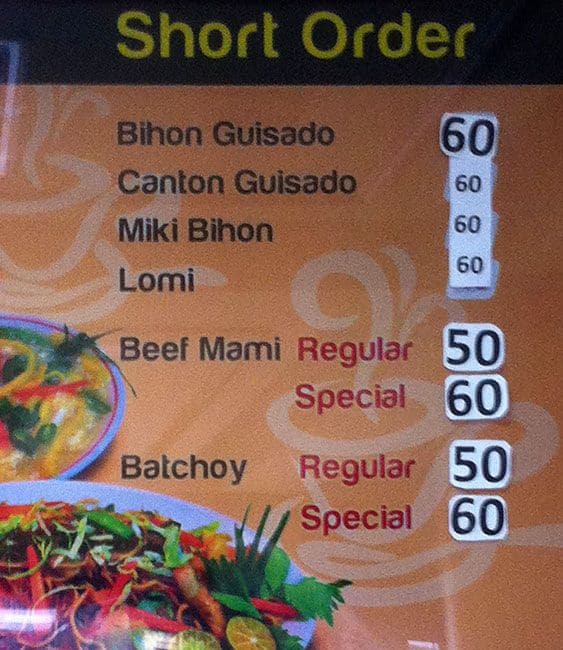 Short Order
Bihon Guisado 60
Canton Guisado 60
Miki Bihon 60
Lomi 60
Beef Mami Regular 50
Special 60
Batchoy Regular 50
Special 60